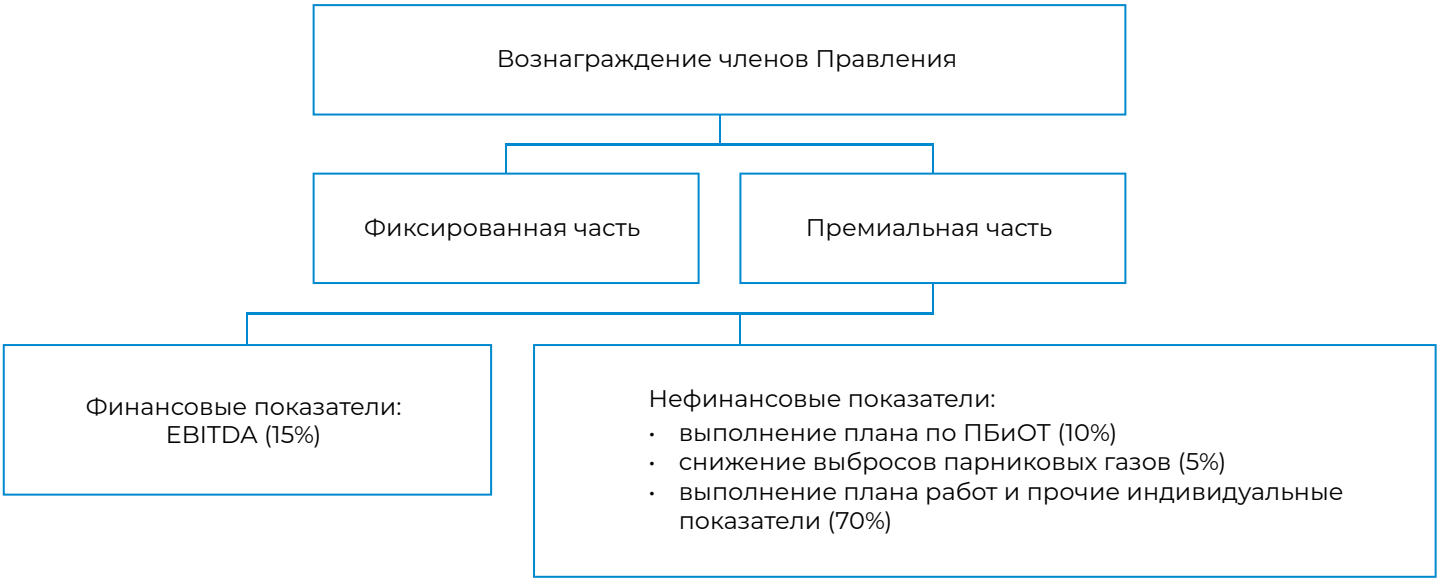 Вознаграждение членов Правления
Фиксированная часть
Премиальная часть
Финансовые показатели:
EBITDA (15%)
Нефинансовые показатели:
• выполнение плана по ПБиОТ (10%)
• снижение выбросов парниковых газов (5%)
• выполнение плана работ и прочие индивидуальные
показатели (70%)